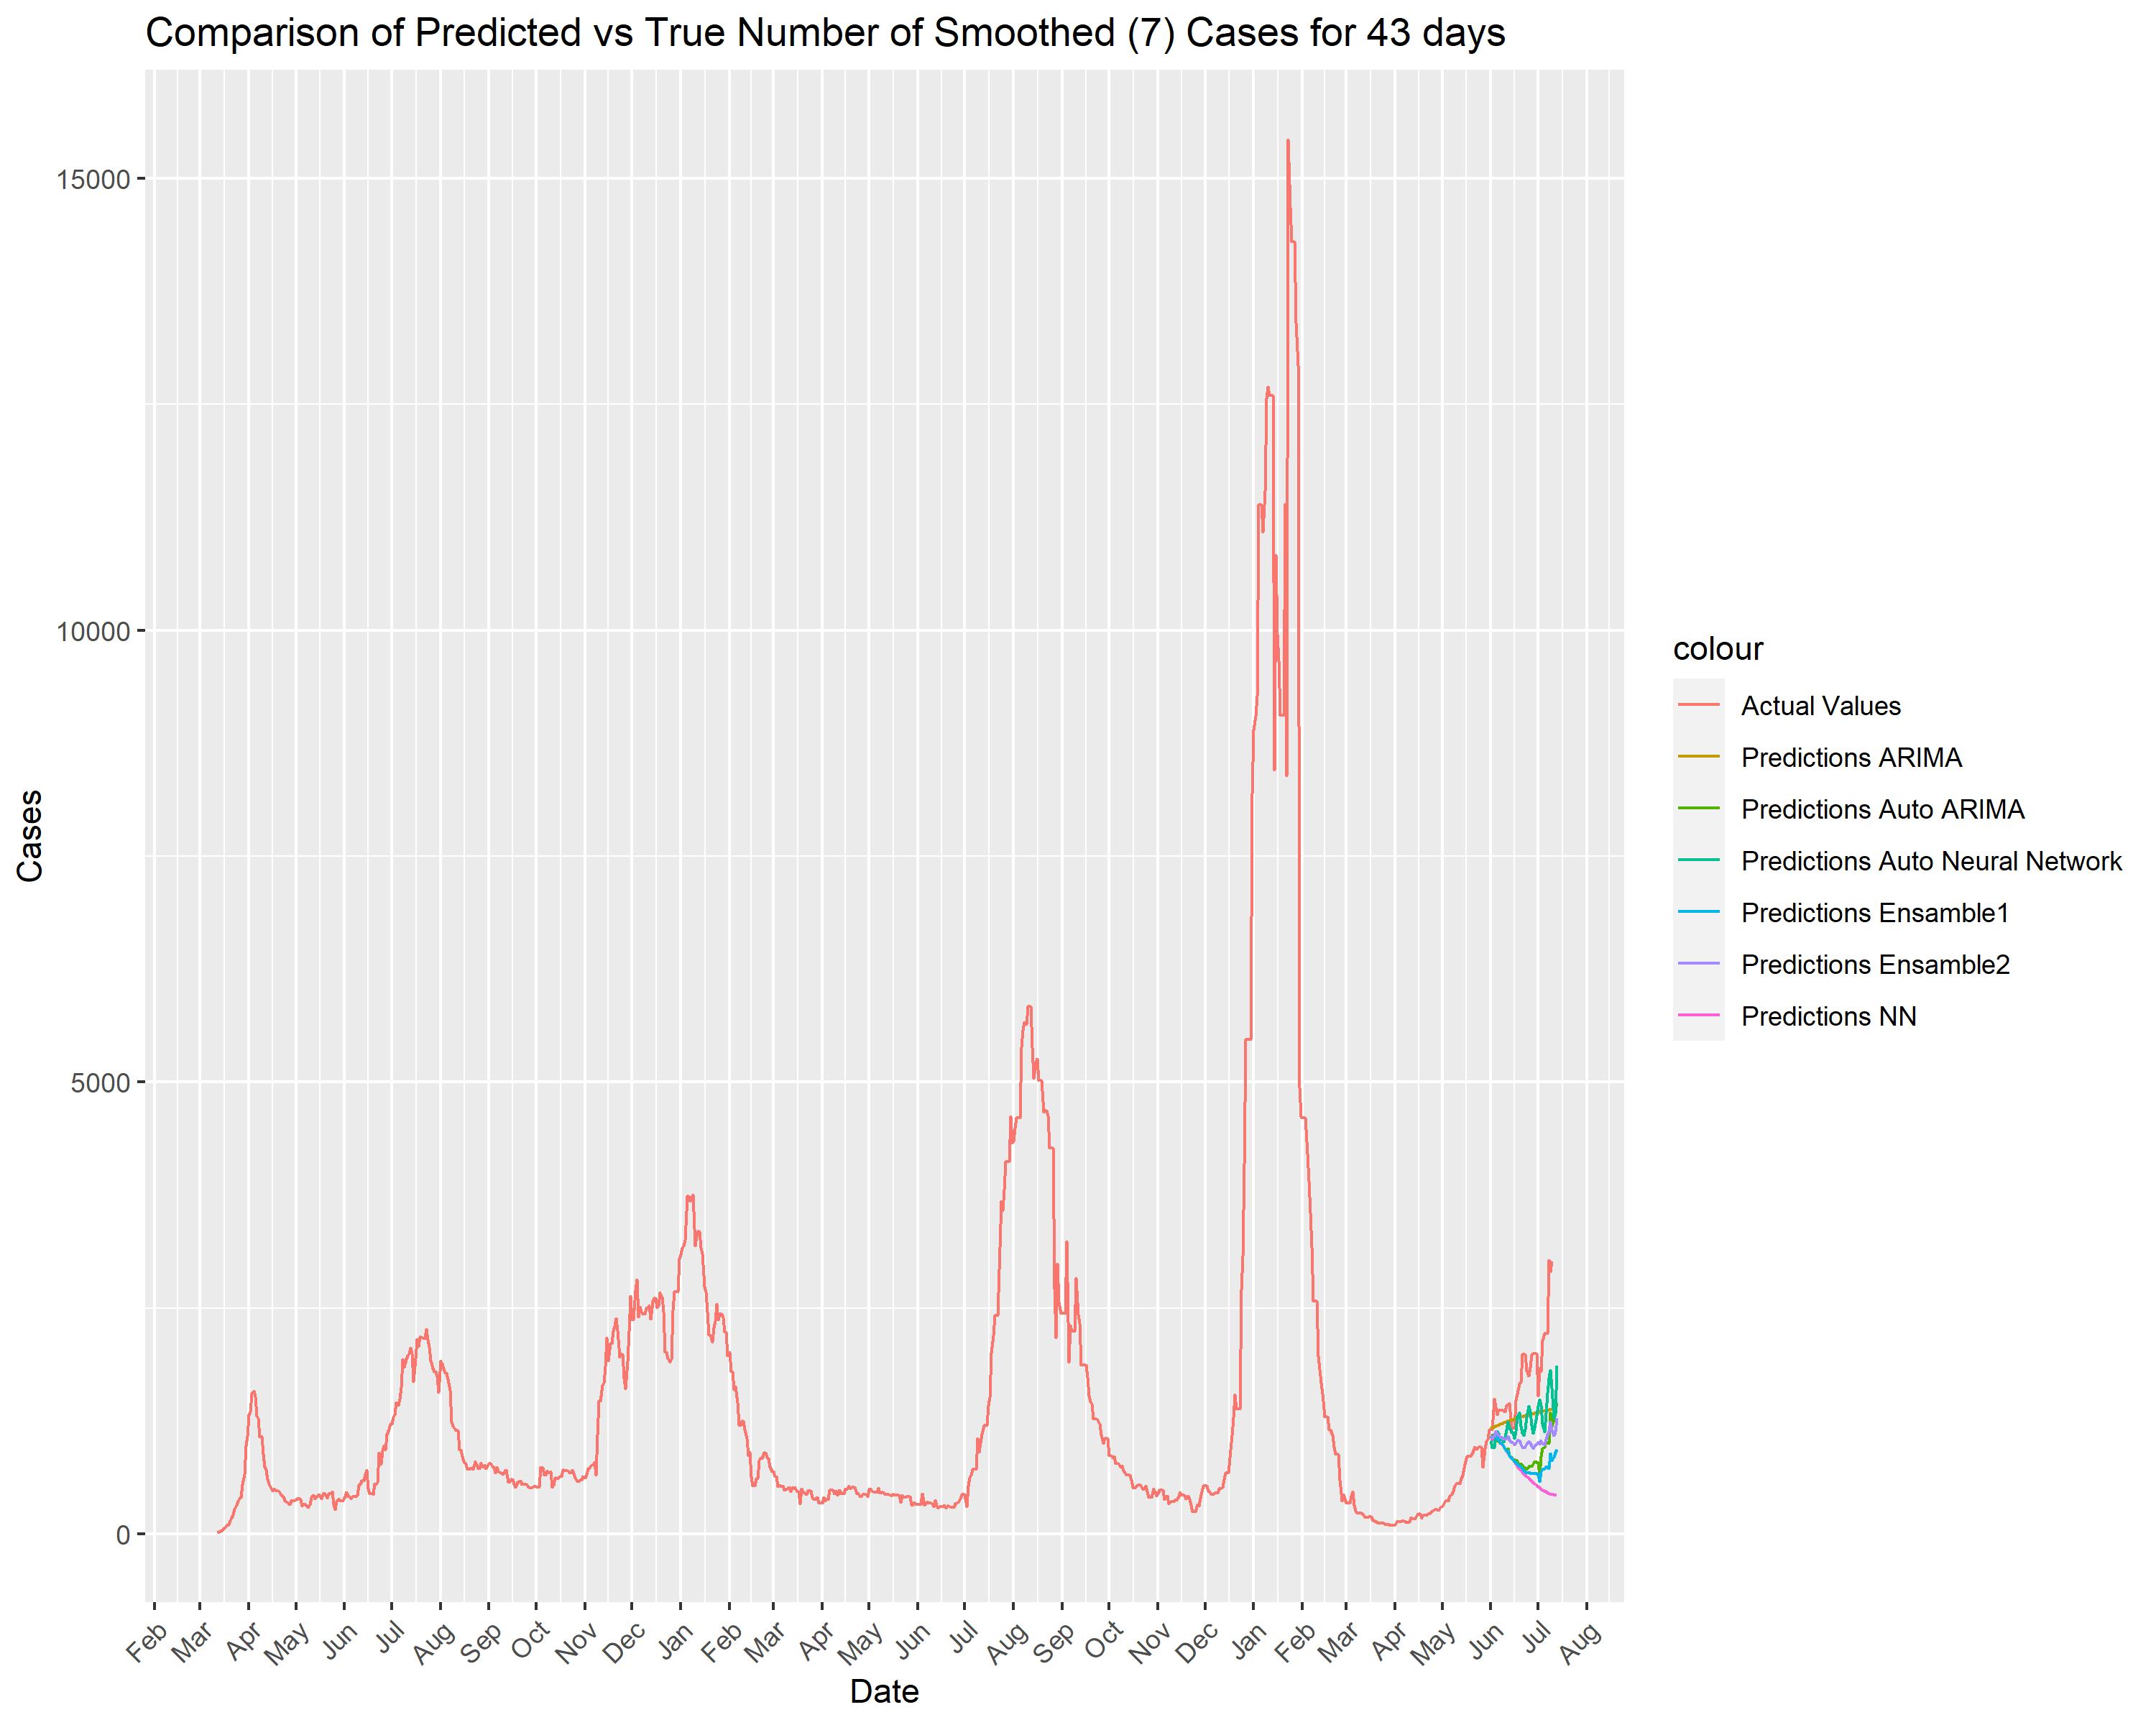 Comparison of Predicted vs True Number of Smoothed (7) Cases for 43 days
15000
10000
5000
0
Cases
Feb
Mar
Apr
May
Jun
Jul
Aug
Sep
Oct
Nov
Dec
Jan
Feb
Mar
Apr
May
Jun
Jul
Aug
Sep
Oct
Nov
Dec
Jan
Feb
Mar
Apr
May
Jun
Jul
Aug
Date
colour
Actual Values
Predictions ARIMA
Predictions Auto ARIMA
Predictions Auto Neural Network
Predictions Ensamble1
Predictions Ensamble2
Predictions NN